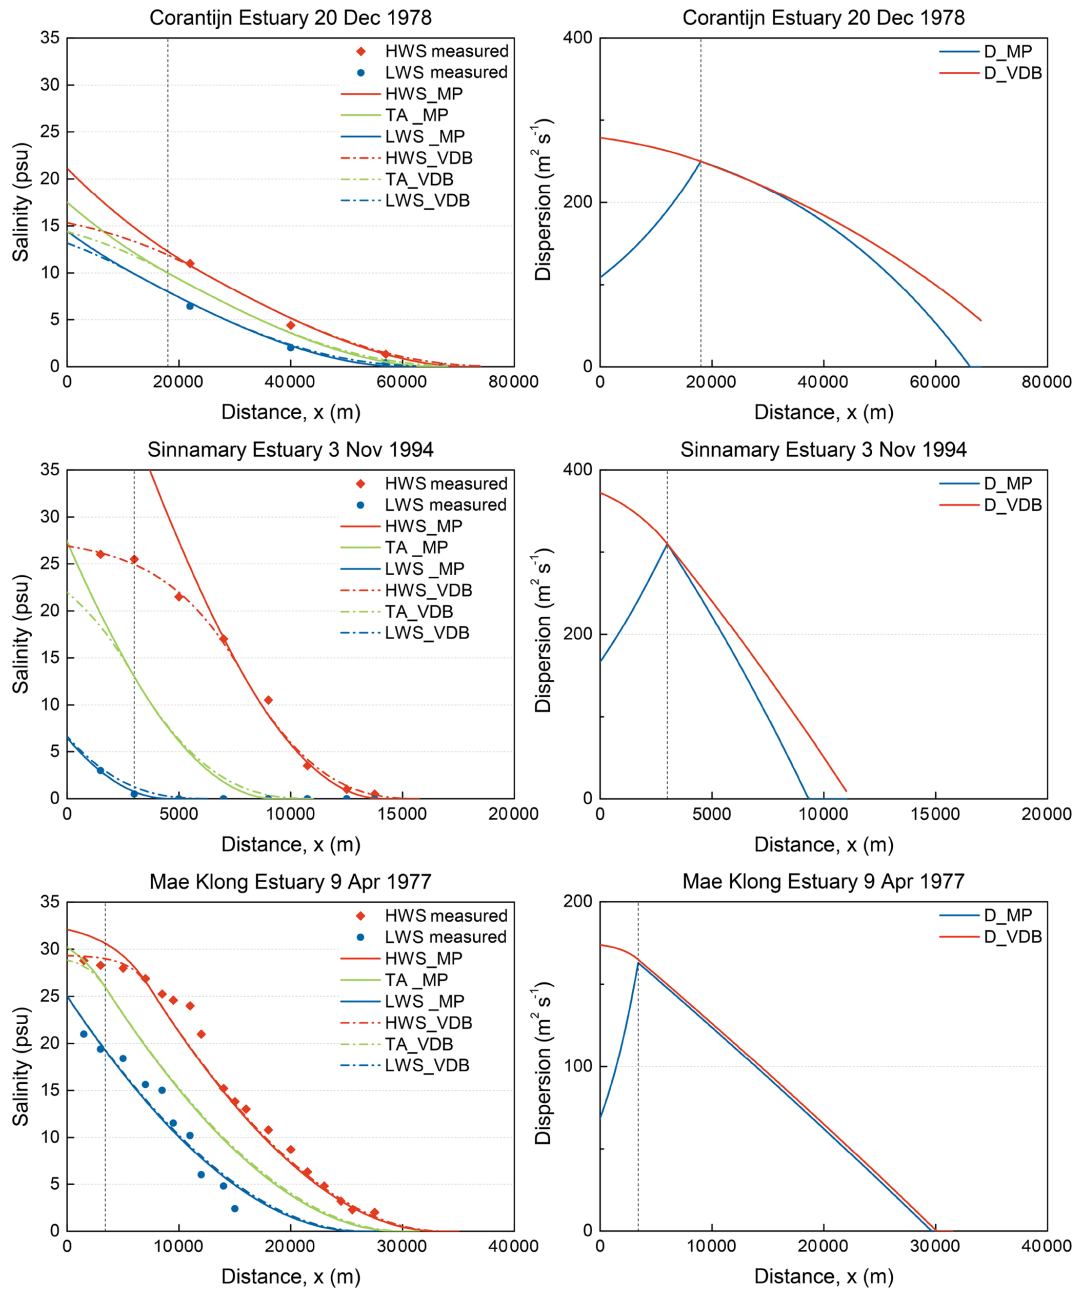 Corantijn Estuary 20 Dec 1978
Salinity (psu)
35
30
25
20
15
10
5
0
HWS measured
LWS measured
HWS_MP
TA _MP
LWS _MP
HWS_VDB
TA_VDB
LWS_VDB
0 20000 40000 60000 80000
Distance, x (m)
Corantijn Estuary 20 Dec 1978
Dispersion (m² s⁻¹)
400
200
0
D_MP
D_VDB
0 20000 40000 60000 80000
Distance, x (m)
Sinnamary Estuary 3 Nov 1994
Salinity (psu)
35
30
25
20
15
10
5
0
HWS measured
LWS measured
HWS_MP
TA _MP
LWS_MP
HWS_VDB
TA_VDB
LWS_VDB
0 5000 10000 15000 20000
Distance, x (m)
Sinnamary Estuary 3 Nov 1994
Dispersion (m² s⁻¹)
400
200
0
D_MP
D_VDB
0 5000 10000 15000 20000
Distance, x (m)
Mae Klong Estuary 9 Apr 1977
Salinity (psu)
35
30
25
20
15
10
5
0
HWS measured
LWS measured
HWS_MP
TA _MP
LWS_MP
HWS_VDB
TA_VDB
LWS_VDB
0 10000 20000 30000 40000
Distance, x (m)
Mae Klong Estuary 9 Apr 1977
Dispersion (m² s⁻¹)
200
100
0
D_MP
D_VDB
0 10000 20000 30000 40000
Distance, x (m)